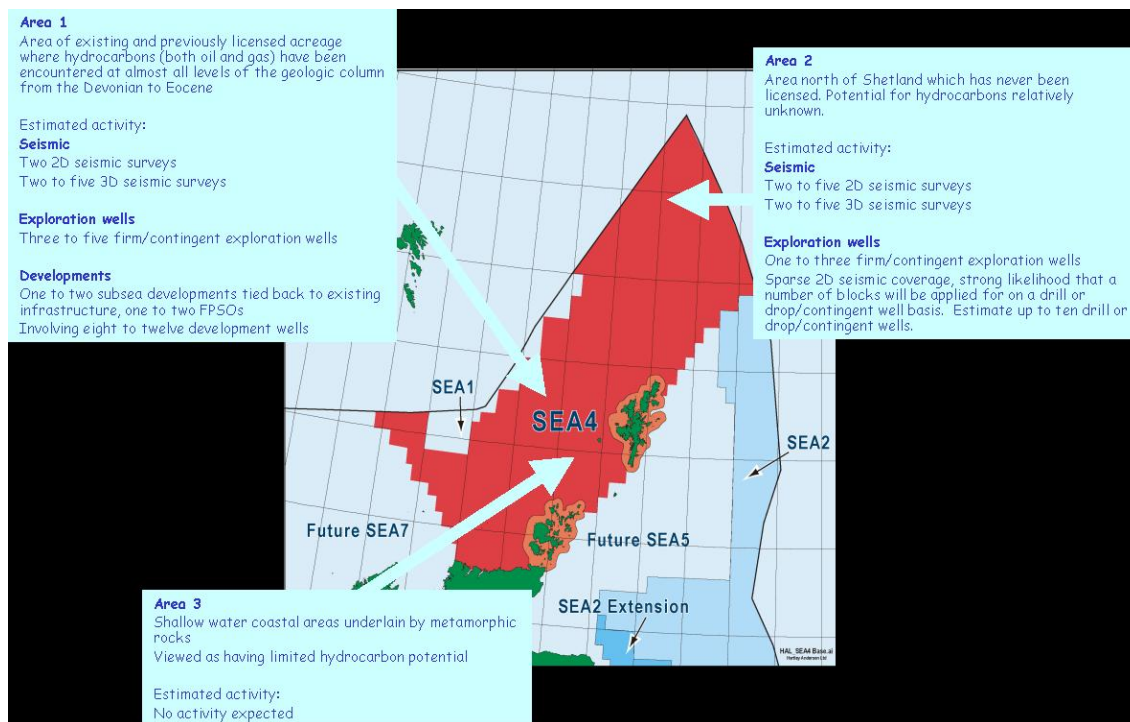 Area 1
Area of existing and previously licensed acreage
where hydrocarbons (both oil and gas) have been
encountered at almost all levels of the geologic column
from the Devonian to Eocene
Estimated activity:
Seismic
Two 2D seismic surveys
Two to five 3D seismic surveys
Exploration wells
Three to five firm/contingent exploration wells
Developments
One to two subsea developments tied back to existing
infrastructure, one to two FPSOs
Involving eight to twelve development wells
Area 2
Area north of Shetland which has never been
licensed. Potential for hydrocarbons relatively
unknown.
Estimated activity:
Seismic
Two to five 2D seismic surveys
Two to five 3D seismic surveys
Exploration wells
One to three firm/contingent exploration wells
Sparse 2D seismic coverage, strong likelihood that a
number of blocks will be applied for on a drill or
drop/contingent well basis. Estimate up to ten drill or
drop/contingent wells.
SEA1
SEA4
SEA2
Future SEA7
Future SEA5
SEA2 Extension
HAL_SEA4 Base.ai
Hartley Anderson Ltd
Area 3
Shallow water coastal areas underlain by metamorphic
rocks
Viewed as having limited hydrocarbon potential
Estimated activity:
No activity expected